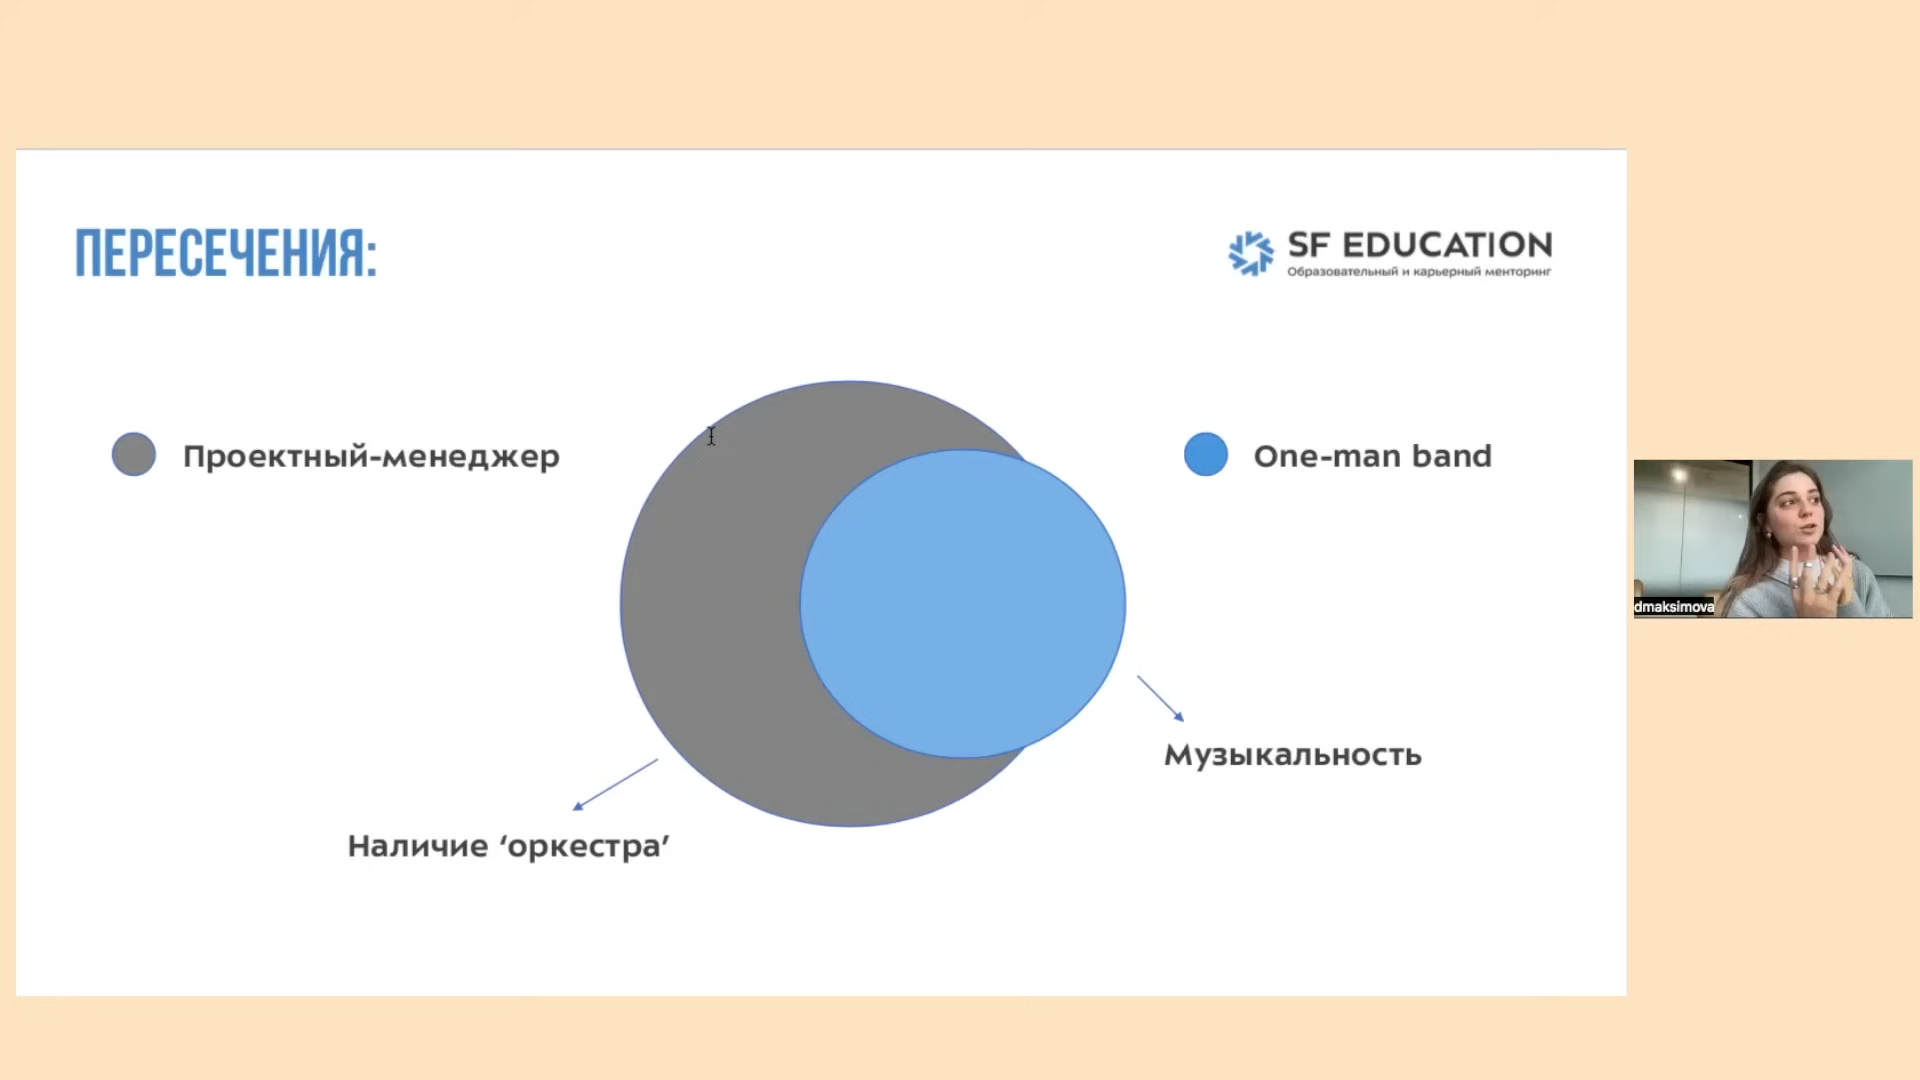 ПЕРЕСЕЧЕНИЯ:
SF EDUCATION
Образовательный и карьерный менторинг
Проектный-менеджер
One-man band
dmaksimova
Музыкальность
Наличие ‘оркестра’